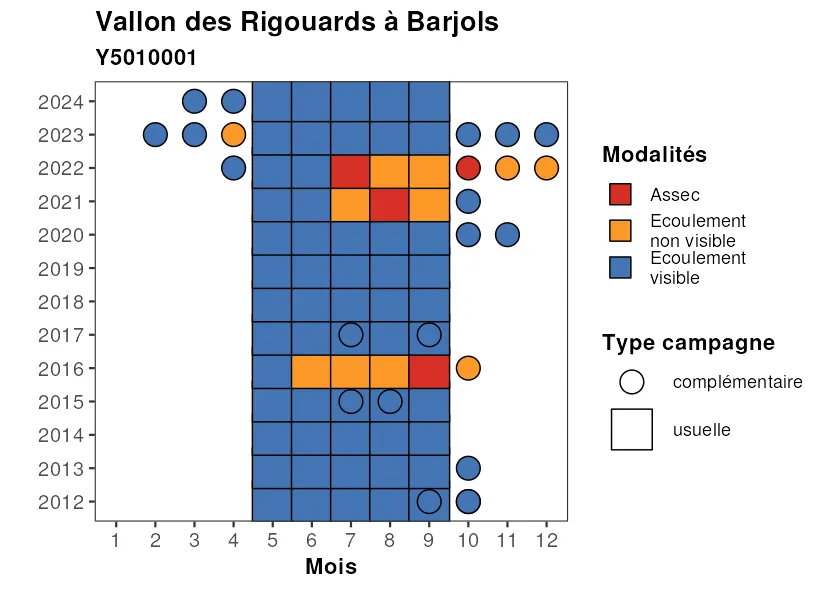 Vallon des Rigouards à Barjols
Y5010001
2024
2023
2022
2021
2020
2019
2018
2017
2016
2015
2014
2013
2012
1 2 3 4 5 6 7 8 9 10 11 12
Mois
Modalités
Assec
Ecoulement
non visible
Ecoulement
visible
Type campagne
complémentaire
usuelle